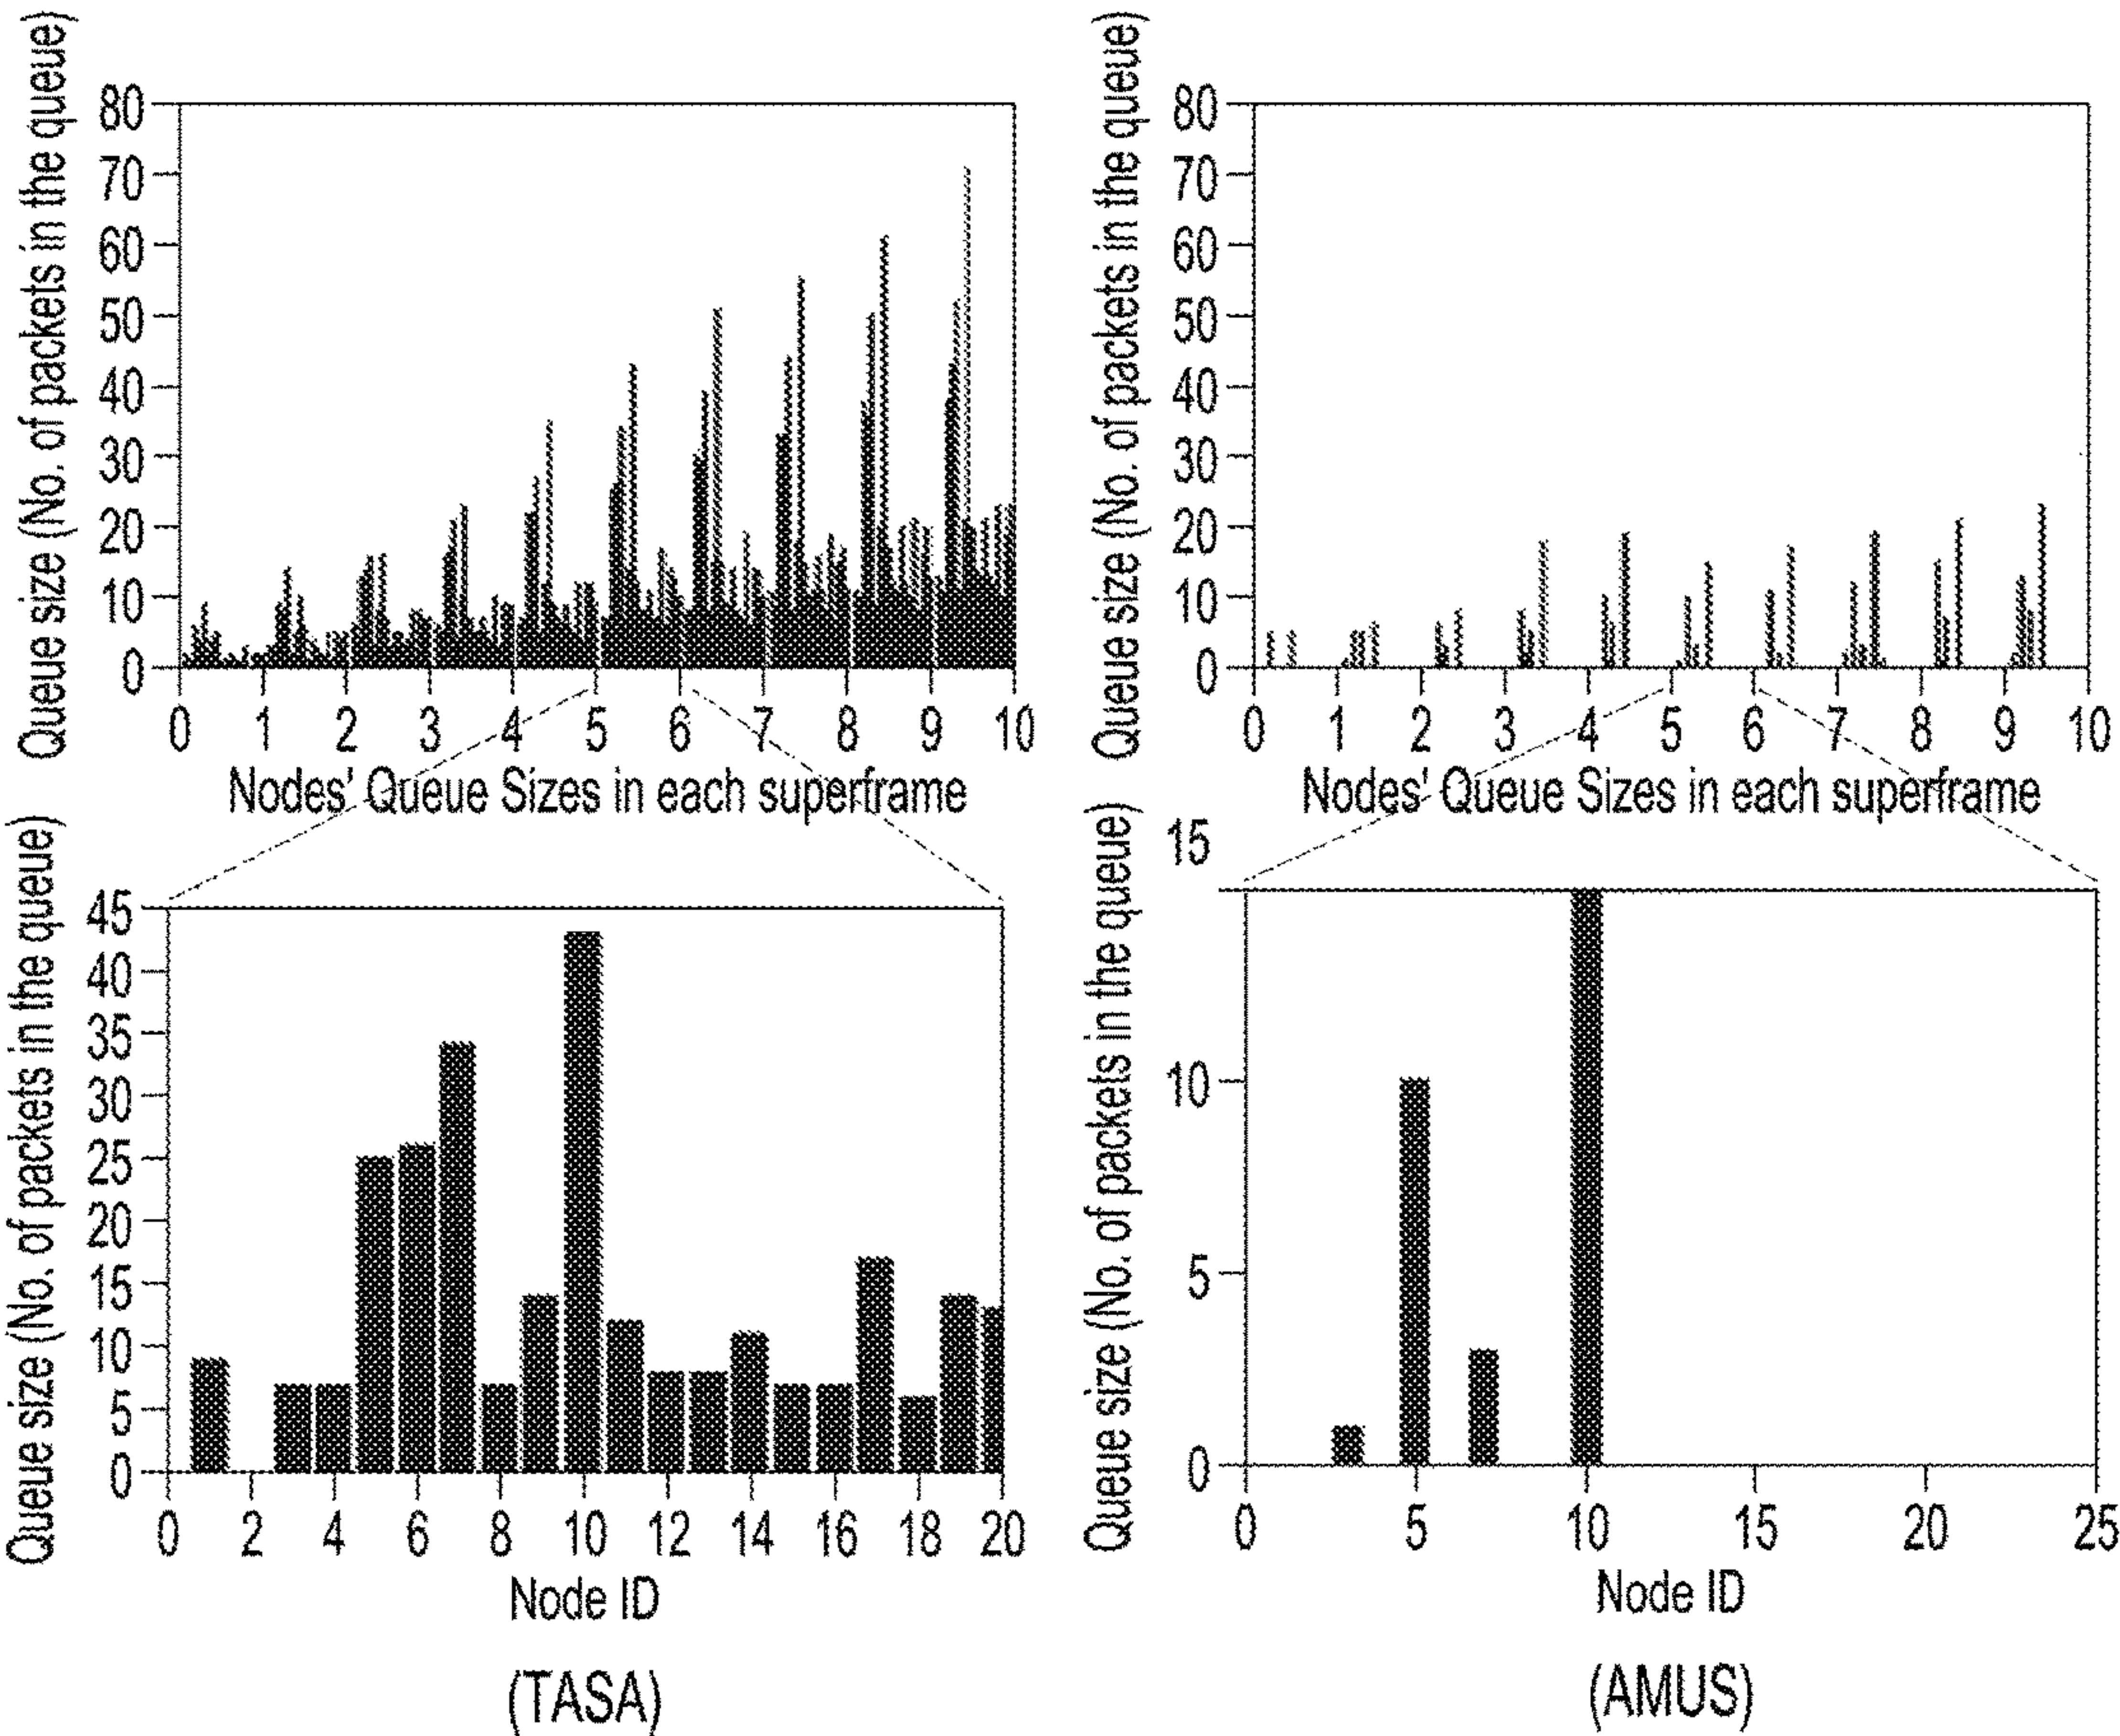 Queue size (No. of packets in the queue)
80
70
60
50
40
30
20
10
0
0 1 2 3 4 5 6 7 8 9 10
Nodes' Queue Sizes in each superframe
Queue size (No. of packets in the queue)
80
70
60
50
40
30
20
10
0
0 1 2 3 4 5 6 7 8 9 10
Nodes' Queue Sizes in each superframe
Queue size (No. of packets in the queue)
45
40
35
30
25
20
15
10
5
0
0 2 4 6 8 10 12 14 16 18 20
Node ID
(TASA)
Queue size (No. of packets in the queue)
15
10
5
0
0 5 10 15 20 25
Node ID
(AMUS)